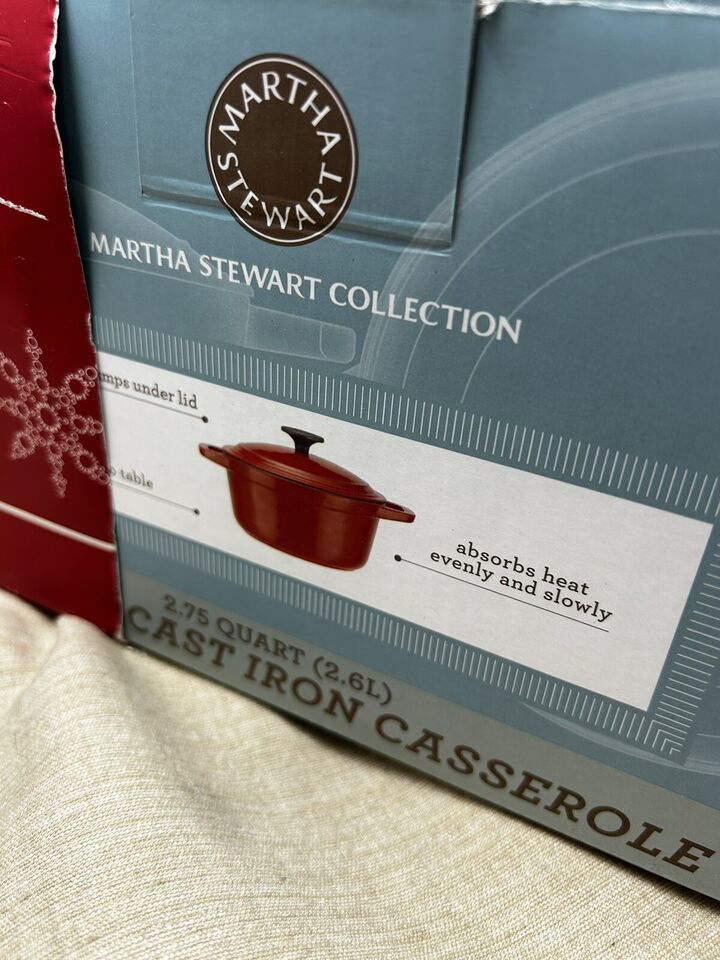 MARTHA STEWART
MARTHA STEWART COLLECTION
under lid
table
absorbs heat
evenly and slowly
2.75 QUART (2.6L)
CAST IRON CASSEROLE